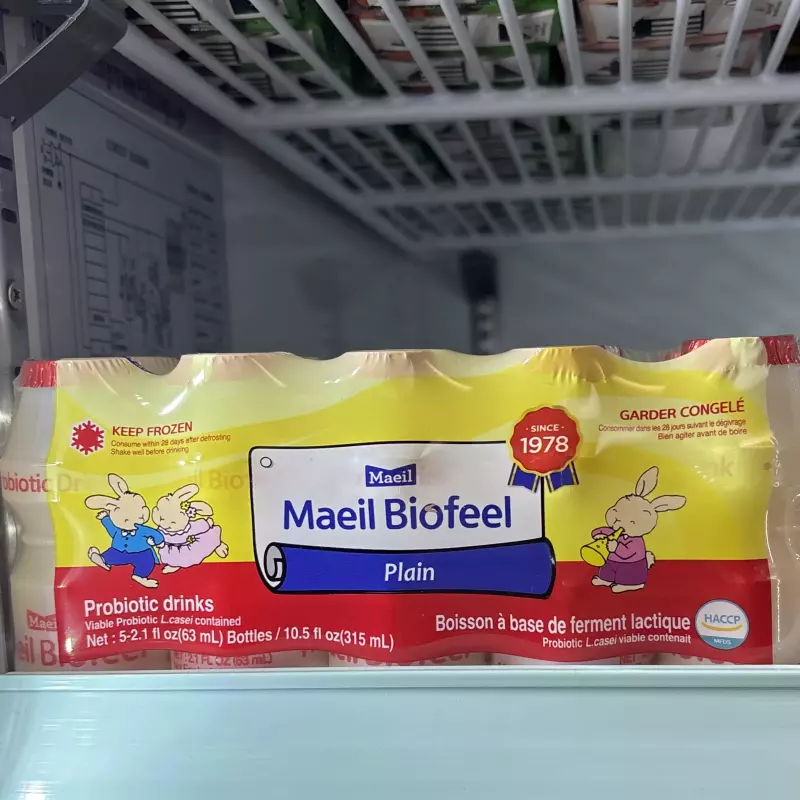 KEEP FROZEN
Consume within 28 days after defrosting
Shake well before drinking
GARDER CONGELÉ
Consommer dans les 28 jours suivant le dégivrage
Bien agiter avant de boire
· SINCE ·
1978
Maeil
Maeil Biofeel
Plain
Probiotic drinks
Viable Probiotic L.casei contained
Net : 5-2.1 fl oz(63 mL) Bottles / 10.5 fl oz(315 mL)
Boisson à base de ferment lactique
Probiotic L.casei viable contenait
HACCP
MFDS